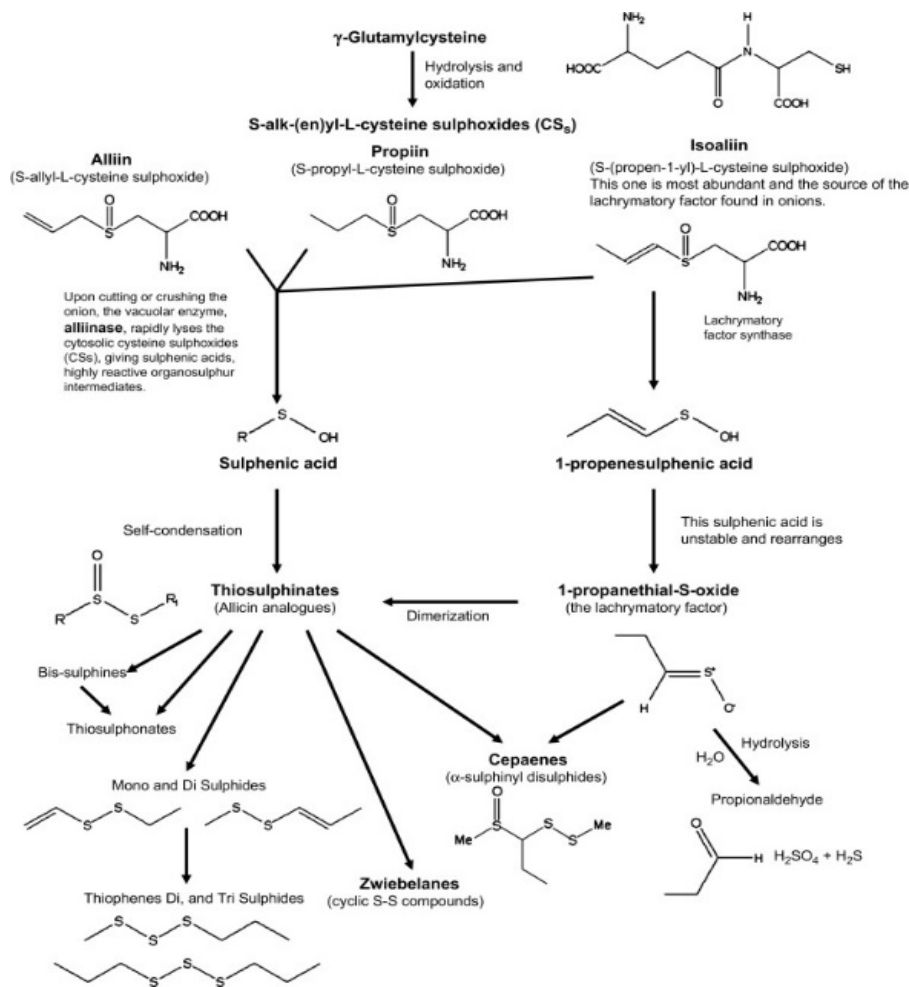 γ-Glutamylcysteine
Hydrolysis and
oxidation
NH₂
HOOC
H
N
O
COOH
SH
S-alk-(en)yl-L-cysteine sulphoxides (CSₛ)
Alliin
(S-allyl-L-cysteine sulphoxide)
O
S
COOH
NH₂
Propiin
(S-propyl-L-cysteine sulphoxide)
O
S
COOH
NH₂
Isoaliin
(S-(propen-1-yl)-L-cysteine sulphoxide)
This one is most abundant and the source of the
lachrymatory factor found in onions.
O
S
COOH
NH₂
Upon cutting or crushing the
onion, the vacuolar enzyme,
alliinase, rapidly lyses the
cytosolic cysteine sulphoxides
(CSs), giving sulphenic acids,
highly reactive organosulphur
intermediates.
Lachrymatory
factor synthase
R
S
OH
Sulphenic acid
S
OH
1-propenesulphenic acid
Self-condensation
This sulphenic acid is
unstable and rearranges
O
R
S
S
R₁
Thiosulphinates
(Allicin analogues)
Dimerization
1-propanethial-S-oxide
(the lachrymatory factor)
H
S⁺
O⁻
Bis-sulphines
Thiosulphonates
Mono and Di Sulphides
S
S
S
S
Cepaenes
(α-sulphinyl disulphides)
O
Me
S
S
S
Me
H₂O
Hydrolysis
Propionaldehyde
O
H
H₂SO₄ + H₂S
Thiophenes Di, and Tri Sulphides
S
S
S
S
S
S
Zwiebelanes
(cyclic S-S compounds)